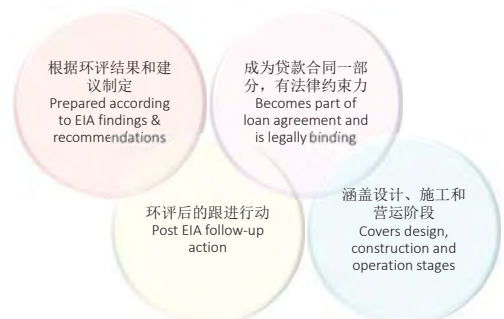 根据环评结果和建
议制定
Prepared according
to EIA findings &
recommendations
成为贷款合同一部
分，有法律约束力
Becomes part of
loan agreement and
is legally binding
环评后的跟进行动
Post EIA follow-up
action
涵盖设计、施工和
营运阶段
Covers design,
construction and
operation stages